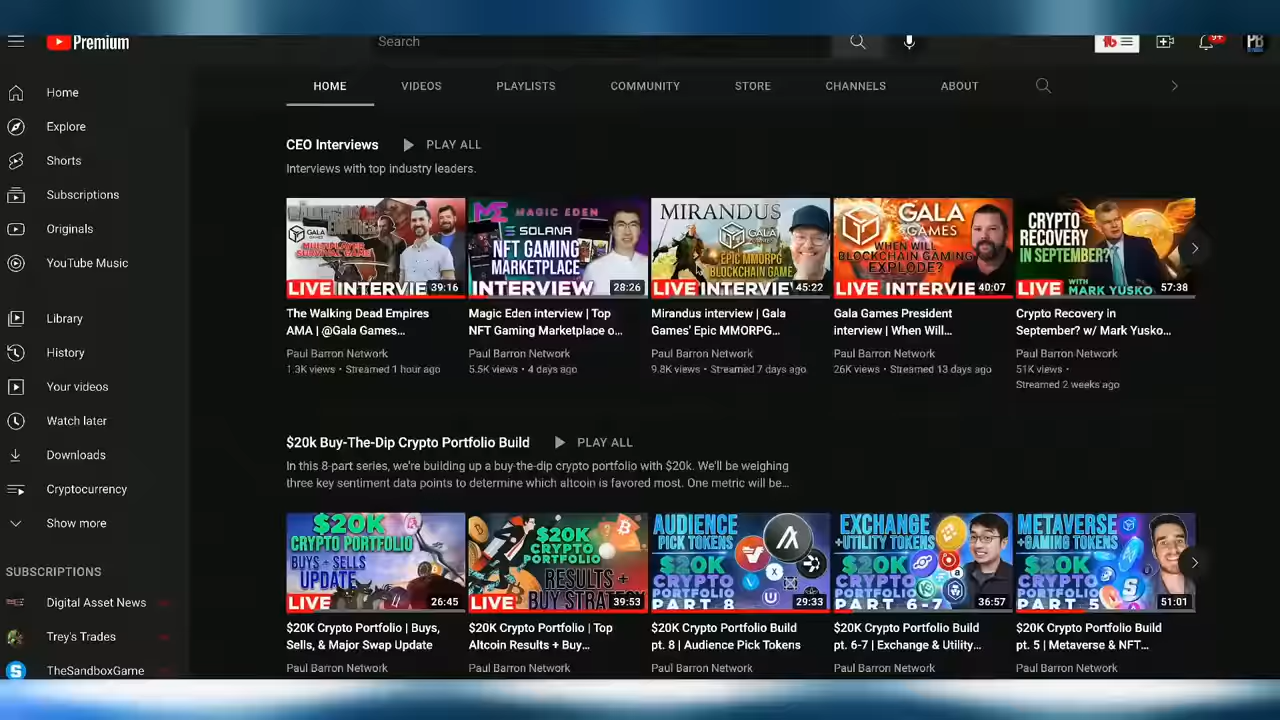 Premium
Search
9+
PB
HOME VIDEOS PLAYLISTS COMMUNITY STORE CHANNELS ABOUT
Home
Explore
Shorts
Subscriptions
Originals
YouTube Music
Library
History
Your videos
Watch later
Downloads
Cryptocurrency
Show more
SUBSCRIPTIONS
Digital Asset News
Trey's Trades
TheSandboxGame
CEO Interviews PLAY ALL
Interviews with top industry leaders.
GALA GAMES
MULTIPLAYER
SURVIVAL GAME
LIVE INTERVIE 39:16
The Walking Dead Empires
AMA | @Gala Games...
Paul Barron Network
1.3K views • Streamed 1 hour ago
MAGIC EDEN
SOLANA
NFT GAMING
MARKETPLACE
INTERVIEW 28:26
Magic Eden interview | Top
NFT Gaming Marketplace o...
Paul Barron Network
5.5K views • 4 days ago
MIRANDUS
GALA
EPIC MMORPG
BLOCKCHAIN GAME
LIVE INTERVIEW 45:22
Mirandus interview | Gala
Games' Epic MMORPG...
Paul Barron Network
9.8K views • Streamed 7 days ago
GALA
GAMES
WHEN WILL
BLOCKCHAIN GAMING
EXPLODE?
LIVE INTERVIE 40:07
Gala Games President
interview | When Will...
Paul Barron Network
26K views • Streamed 13 days ago
CRYPTO
RECOVERY
IN SEPTEMBER?
LIVE WITH MARK YUSKO 57:38
Crypto Recovery in
September? w/ Mark Yusko...
Paul Barron Network
51K views •
Streamed 2 weeks ago
$20k Buy-The-Dip Crypto Portfolio Build PLAY ALL
In this 8-part series, we're building up a buy-the-dip crypto portfolio with $20k. We'll be weighing
three key sentiment data points to determine which altcoin is favored most. One metric will be...
$20K
CRYPTO PORTFOLIO
BUYS + SELLS
UPDATE
LIVE 26:45
$20K Crypto Portfolio | Buys,
Sells, & Major Swap Update
Paul Barron Network
$20K
CRYPTO
PORTFOLIO
RESULTS +
BUY STRATEG
LIVE 39:53
$20K Crypto Portfolio | Top
Altcoin Results + Buy...
Paul Barron Network
AUDIENCE
PICK TOKENS
$20K
CRYPTO
PORTFOLIO
PART 8 29:33
$20K Crypto Portfolio Build
pt. 8 | Audience Pick Tokens
Paul Barron Network
EXCHANGE
+UTILITY TOKENS
$20K
CRYPTO
PORTFOLIO
PART 6-7 36:57
$20K Crypto Portfolio Build
pt. 6-7 | Exchange & Utility...
Paul Barron Network
METAVERSE
+GAMING TOKENS
$20K
CRYPTO
PORTFOLIO
PART 5 51:01
$20K Crypto Portfolio Build
pt. 5 | Metaverse & NFT...
Paul Barron Network